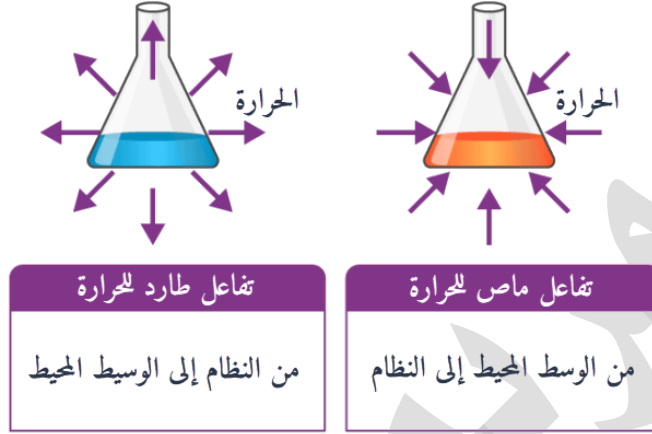 الحرارة
الحرارة
تفاعل ماص للحرارة
تفاعل طارد للحرارة
من الوسط المحيط إلى النظام
من النظام إلى الوسيط المحيط